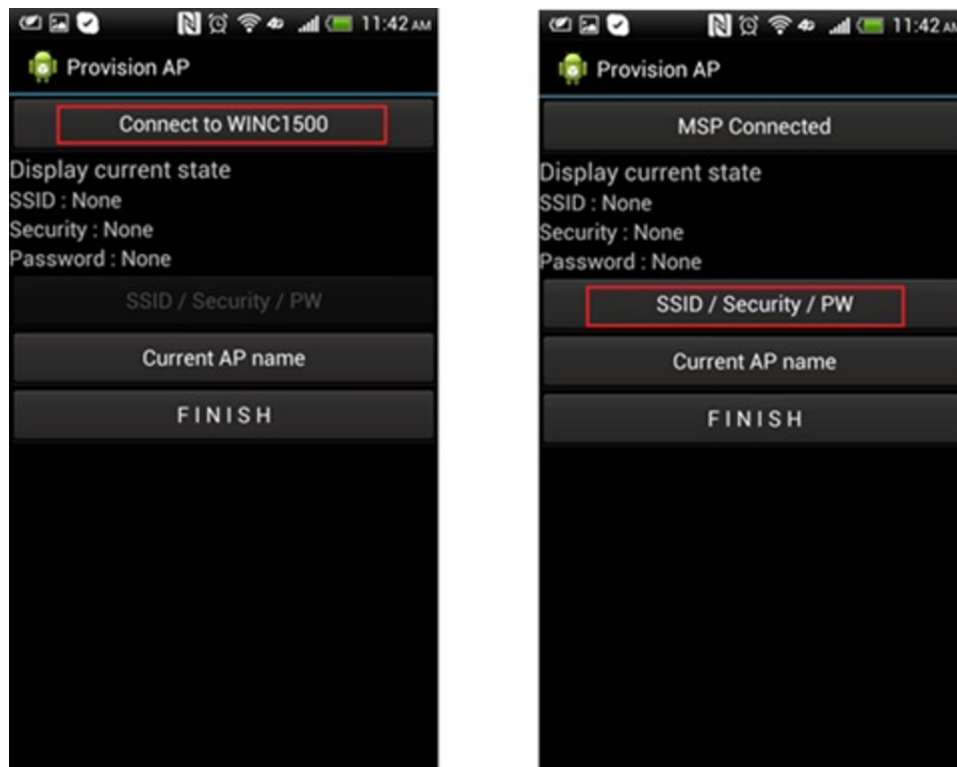 11:42 AM
Provision AP
Connect to WINC1500
Display current state
SSID : None
Security : None
Password : None
SSID / Security / PW
Current AP name
F I N I S H
11:42 AM
Provision AP
MSP Connected
Display current state
SSID : None
Security : None
Password : None
SSID / Security / PW
Current AP name
F I N I S H